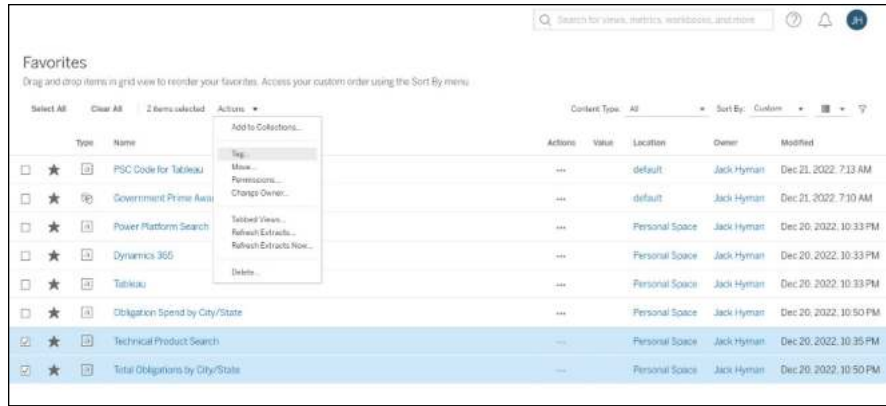 Search for views, metrics, workbooks, and more
JH
Favorites
Drag and drop items in grid view to reorder your favorites. Access your custom order using the Sort By menu.
Select All Clear All 2 items selected Actions Content Type: All Sort By: Custom
Add to Collections...
Tag...
Move...
Permissions...
Change Owner...
Tabbed Views...
Refresh Extracts...
Refresh Extracts Now...
Delete...
Type Name Actions Value Location Owner Modified
PSC Code for Tableau ... default Jack Hyman Dec 21, 2022, 7:13 AM
Government Prime ... default Jack Hyman Dec 21, 2022, 7:10 AM
Power Platform Search ... Personal Space Jack Hyman Dec 20, 2022, 10:33 PM
Dynamics 365 ... Personal Space Jack Hyman Dec 20, 2022, 10:33 PM
Tableau ... Personal Space Jack Hyman Dec 20, 2022, 10:33 PM
Obligation Spend by City/State ... Personal Space Jack Hyman Dec 20, 2022, 10:50 PM
Technical Product Search ... Personal Space Jack Hyman Dec 20, 2022, 10:35 PM
Total Obligations by City/State ... Personal Space Jack Hyman Dec 20, 2022, 10:50 PM